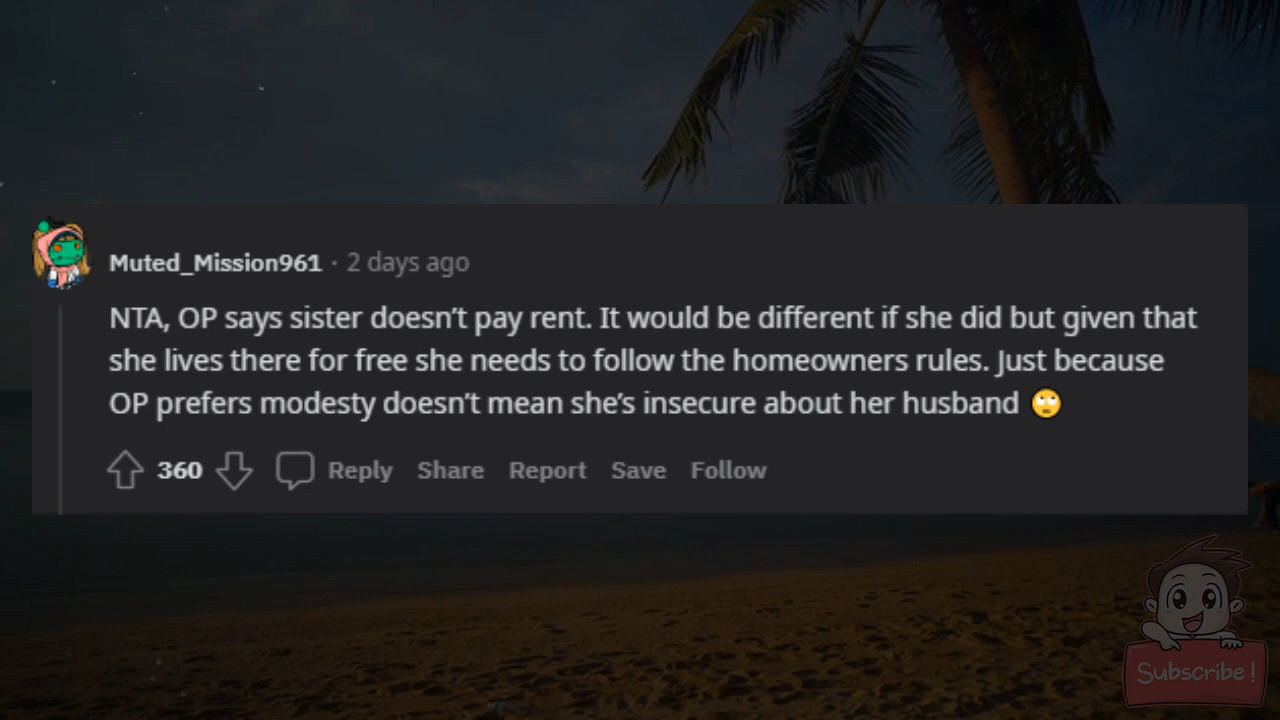 Muted_Mission961 · 2 days ago
NTA, OP says sister doesn’t pay rent. It would be different if she did but given that
she lives there for free she needs to follow the homeowners rules. Just because
OP prefers modesty doesn’t mean she’s insecure about her husband 🙄
360 Reply Share Report Save Follow
Subscribe!